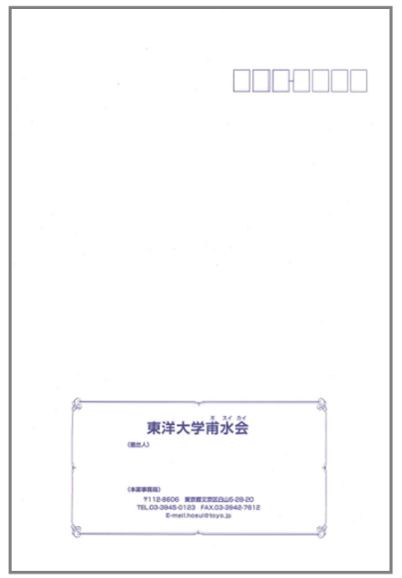 ホ スイ カイ
東洋大学甫水会
（差出人）
（本部事務局）
〒112-8606 東京都文京区白山5-28-20
TEL.03-3945-0123 FAX.03-3942-7612
E-mail.hosui@toyo.jp